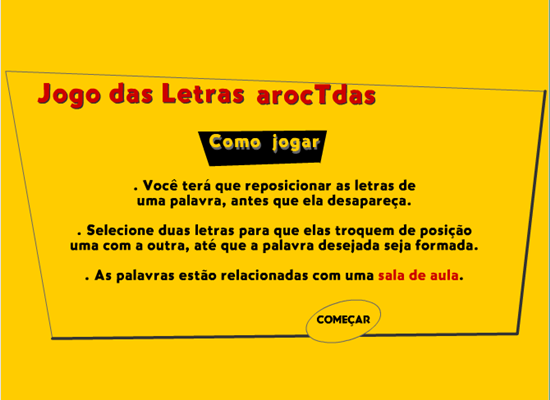 Jogo das Letras arocTdas
Como jogar
. Você terá que reposicionar as letras de
uma palavra, antes que ela desapareça.
. Selecione duas letras para que elas troquem de posição
uma com a outra, até que a palavra desejada seja formada.
. As palavras estão relacionadas com uma sala de aula.
COMEÇAR